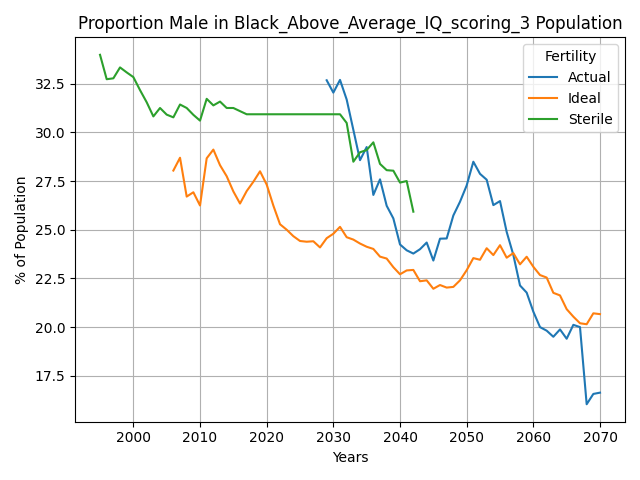 Proportion Male in Black_Above_Average_IQ_scoring_3 Population
Fertility
Actual
Ideal
Sterile
% of Population
32.5
30.0
27.5
25.0
22.5
20.0
17.5
2000
2010
2020
2030
2040
2050
2060
2070
Years